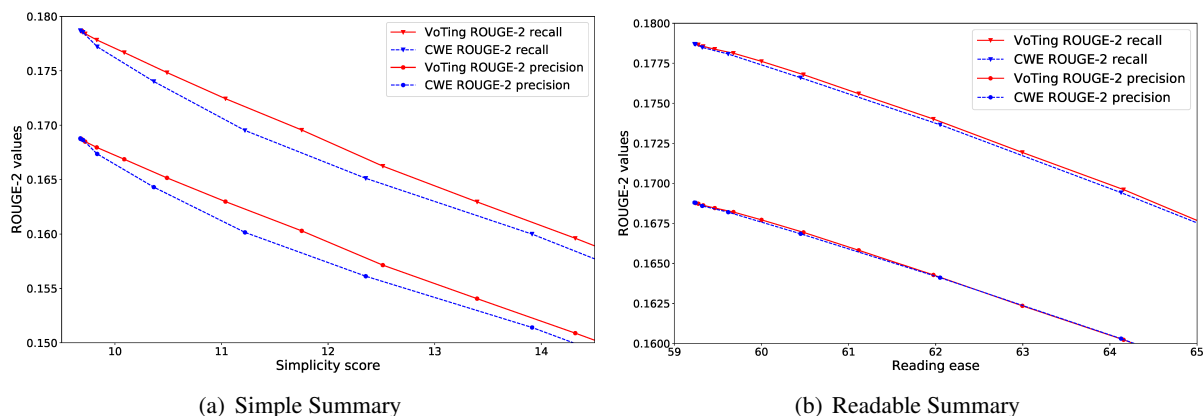 0.180
0.175
0.170
0.165
0.160
0.155
0.150
ROUGE-2 values
10
11
12
13
14
Simplicity score
VoTing ROUGE-2 recall
CWE ROUGE-2 recall
VoTing ROUGE-2 precision
CWE ROUGE-2 precision
(a) Simple Summary
0.1800
0.1775
0.1750
0.1725
0.1700
0.1675
0.1650
0.1625
0.1600
ROUGE-2 values
59
60
61
62
63
64
65
Reading ease
VoTing ROUGE-2 recall
CWE ROUGE-2 recall
VoTing ROUGE-2 precision
CWE ROUGE-2 precision
(b) Readable Summary